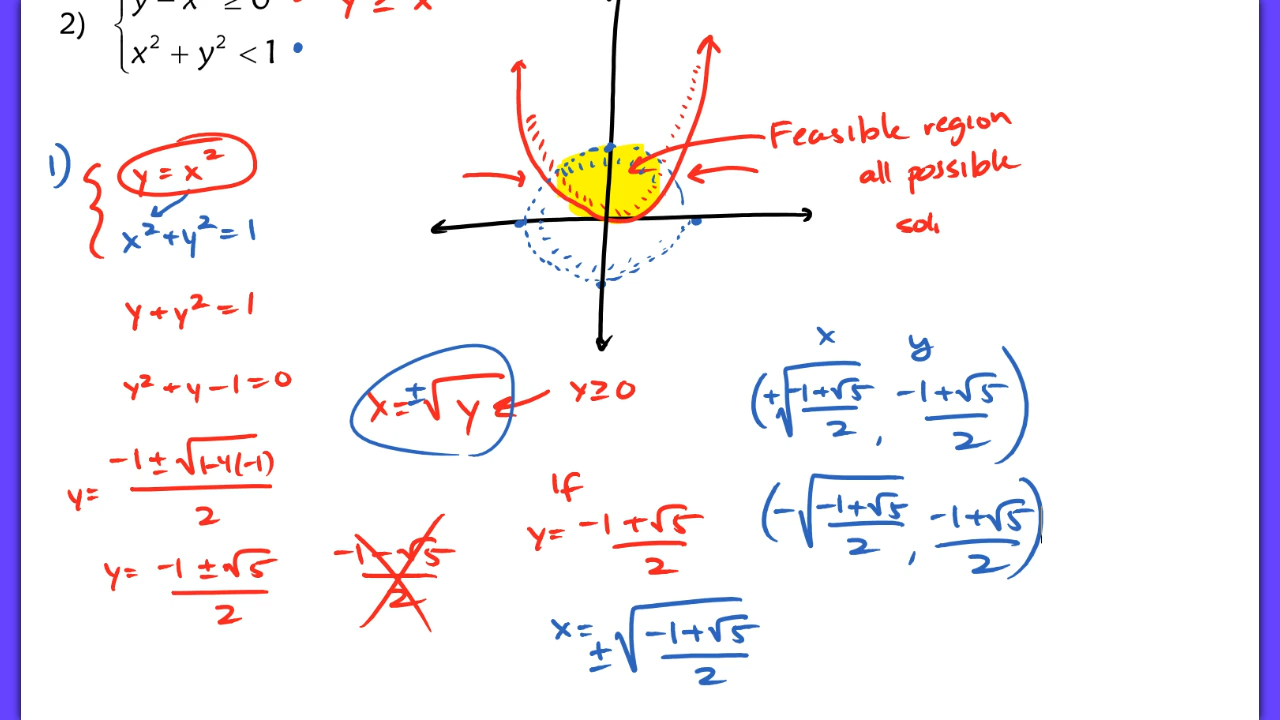 2) { y − x² ≥ 0 • y ≥ x
x² + y² < 1 •
Feasible region
all possible
sol
1) { y = x²
x² + y² = 1
y + y² = 1
y² + y − 1 = 0
x = ±√y ← y ≥ 0
y = (−1 ± √(1−4(−1)))/2
y = (−1 ± √5)/2
(−1 − √5)/2
If
y = (−1 + √5)/2
x = ±√((−1 + √5)/2)
x y
(+√((−1 + √5)/2), (−1 + √5)/2)
(−√((−1 + √5)/2), (−1 + √5)/2)